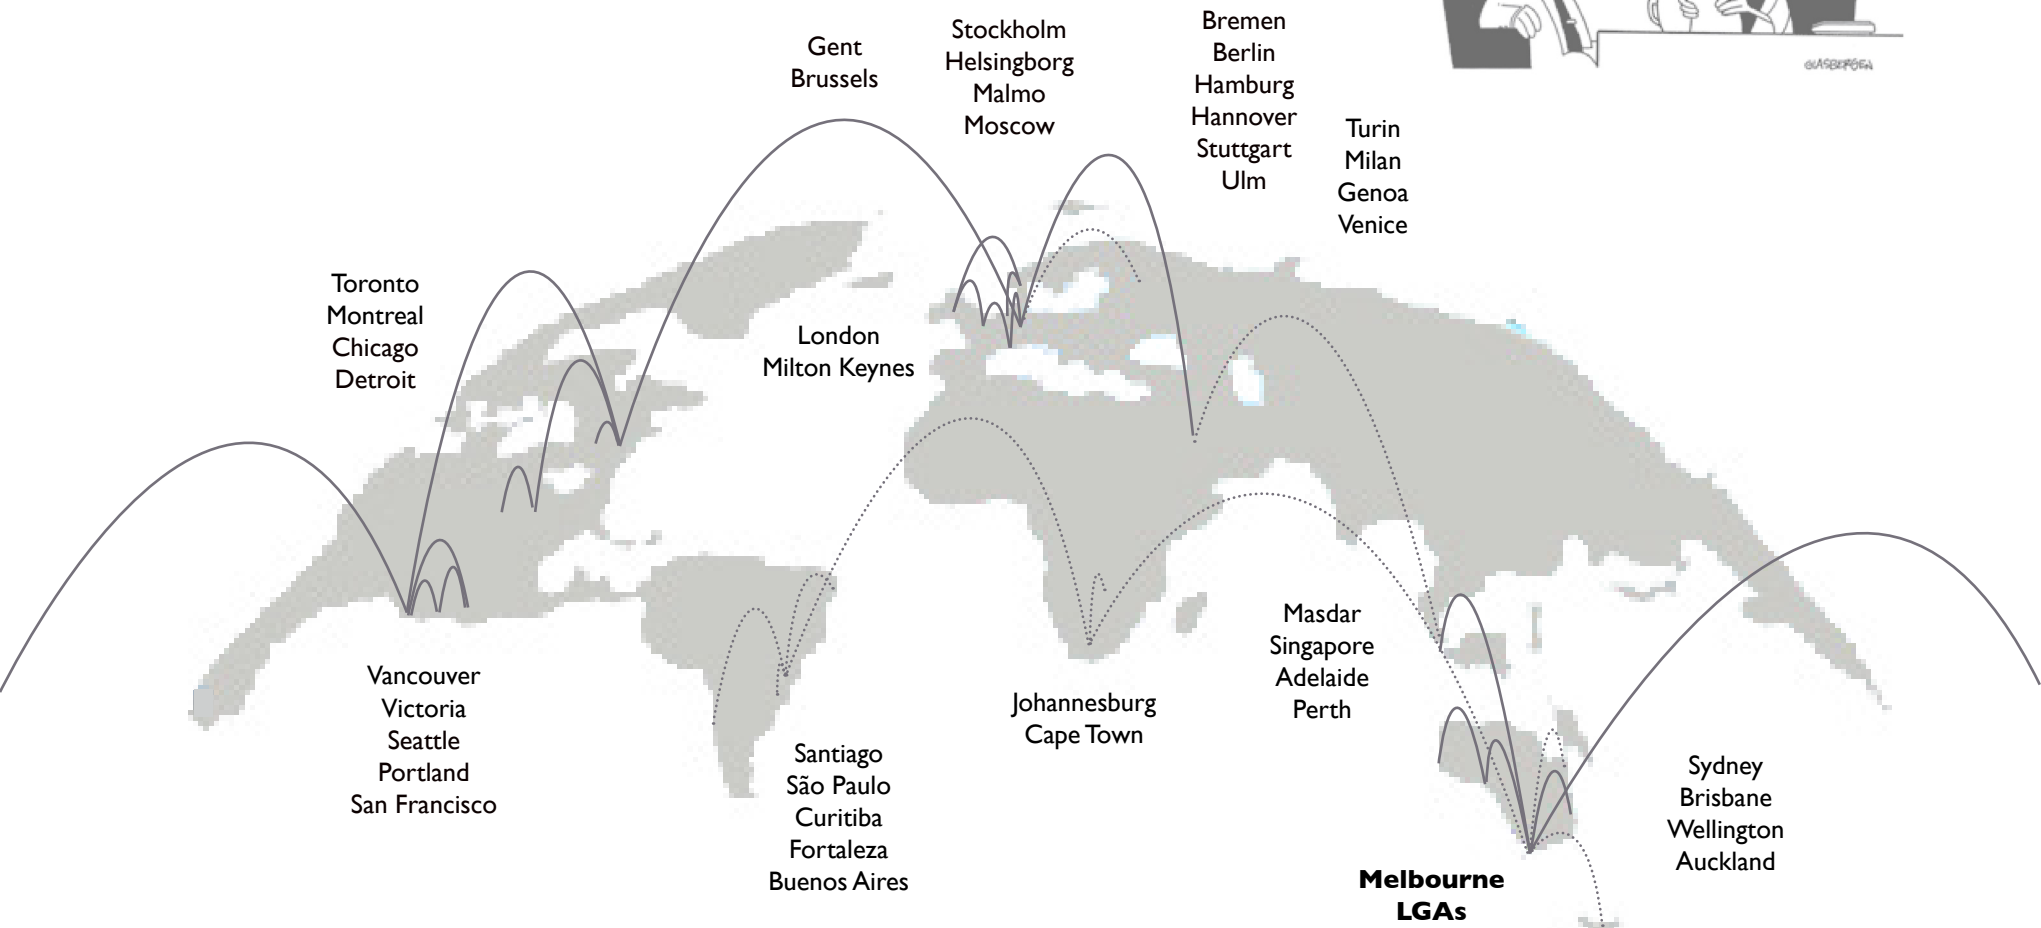 Gent
Brussels
Stockholm
Helsingborg
Malmo
Moscow
Bremen
Berlin
Hamburg
Hannover
Stuttgart
Ulm
GLASBERGEN
Turin
Milan
Genoa
Venice
Toronto
Montreal
Chicago
Detroit
London
Milton Keynes
Vancouver
Victoria
Seattle
Portland
San Francisco
Santiago
São Paulo
Curitiba
Fortaleza
Buenos Aires
Johannesburg
Cape Town
Masdar
Singapore
Adelaide
Perth
Sydney
Brisbane
Wellington
Auckland
Melbourne
LGAs